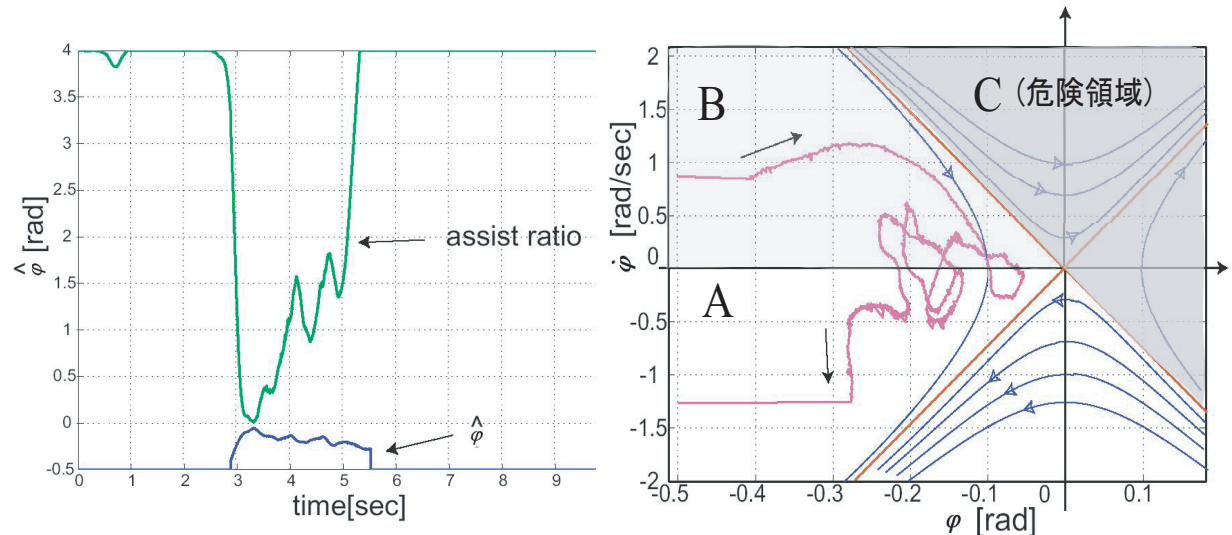 4
3.5
3
2.5
2
1.5
1
0.5
0
-0.5
φ̂ [rad]
0 1 2 3 4 5 6 7 8 9
time[sec]
assist ratio
φ̂
2
1.5
1
0.5
0
-0.5
-1
-1.5
-2
φ̇ [rad/sec]
B
C (危険領域)
A
-0.5 -0.4 -0.3 -0.2 -0.1 0 0.1
φ [rad]